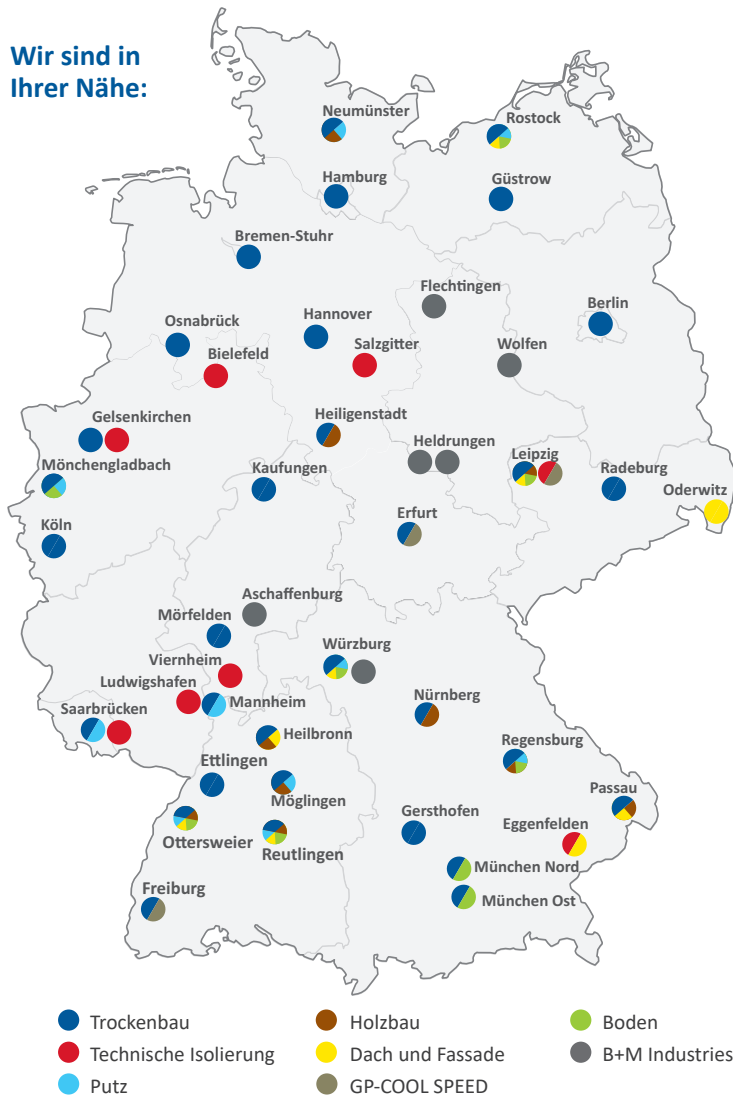 Wir sind in
Ihrer Nähe:
Neumünster
Rostock
Hamburg
Güstrow
Bremen-Stuhr
Flechtingen
Berlin
Osnabrück
Hannover
Salzgitter
Wolfen
Bielefeld
Gelsenkirchen
Heiligenstadt
Heldrungen
Leipzig
Mönchengladbach
Kaufungen
Radeburg
Oderwitz
Köln
Erfurt
Aschaffenburg
Mörfelden
Würzburg
Viernheim
Ludwigshafen
Mannheim
Nürnberg
Saarbrücken
Heilbronn
Regensburg
Ettlingen
Möglingen
Passau
Gersthofen
Eggenfelden
Ottersweier
Reutlingen
München Nord
Freiburg
München Ost
Trockenbau
Holzbau
Boden
Technische Isolierung
Dach und Fassade
B+M Industries
Putz
GP-COOL SPEED